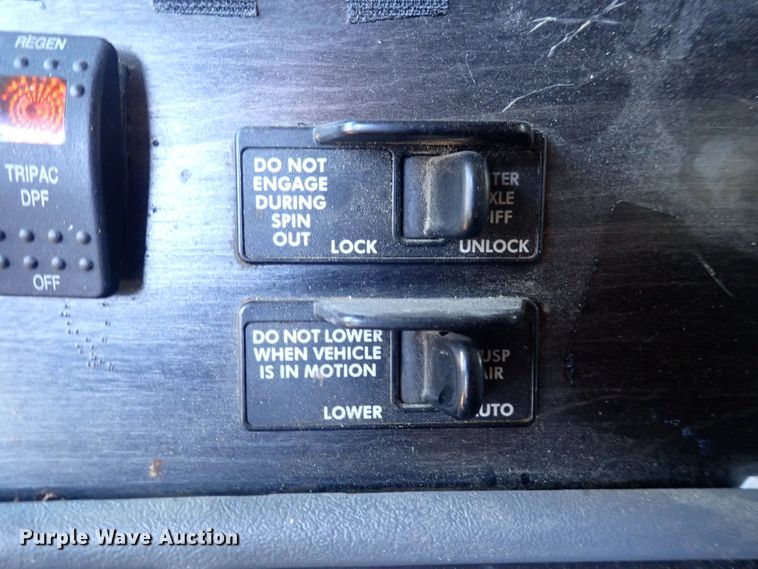 REGEN
TRIPAC
DPF
OFF
DO NOT
ENGAGE
DURING
SPIN
OUT
LOCK
UNLOCK
DO NOT LOWER
WHEN VEHICLE
IS IN MOTION
LOWER
Purple Wave Auction